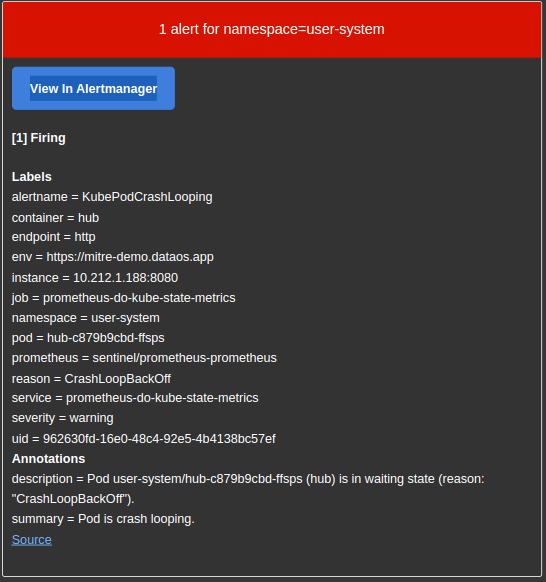 1 alert for namespace=user-system
View In Alertmanager
[1] Firing
Labels
alertname = KubePodCrashLooping
container = hub
endpoint = http
env = https://mitre-demo.dataos.app
instance = 10.212.1.188:8080
job = prometheus-do-kube-state-metrics
namespace = user-system
pod = hub-c879b9cbd-ffsps
prometheus = sentinel/prometheus-prometheus
reason = CrashLoopBackOff
service = prometheus-do-kube-state-metrics
severity = warning
uid = 962630fd-16e0-48c4-92e5-4b4138bc57ef
Annotations
description = Pod user-system/hub-c879b9cbd-ffsps (hub) is in waiting state (reason:
"CrashLoopBackOff").
summary = Pod is crash looping.
Source